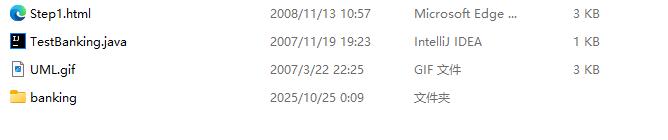 Step1.html 2008/11/13 10:57 Microsoft Edge ... 3 KB
TestBanking.java 2007/11/19 19:23 IntelliJ IDEA 1 KB
UML.gif 2007/3/22 22:25 GIF 文件 3 KB
banking 2025/10/25 0:09 文件夹